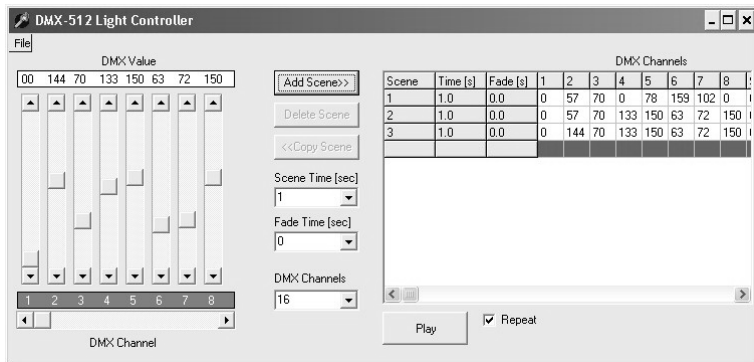 DMX-512 Light Controller
File
DMX Value
00 144 70 133 150 63 72 150
1 2 3 4 5 6 7 8
DMX Channel
Add Scene>>
Delete Scene
<<Copy Scene
Scene Time [sec]
1
Fade Time [sec]
0
DMX Channels
16
DMX Channels
Scene Time [s] Fade [s] 1 2 3 4 5 6 7 8
1 1.0 0.0 0 57 70 0 78 159 102 0
2 1.0 0.0 0 57 70 133 150 63 72 150
3 1.0 0.0 0 144 70 133 150 63 72 150
Play
Repeat